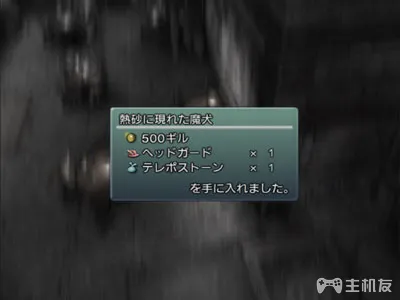 熱砂に現れた魔犬
500ギル
ヘッドガード × 1
テレポストーン × 1
を手に入れました。
主机友